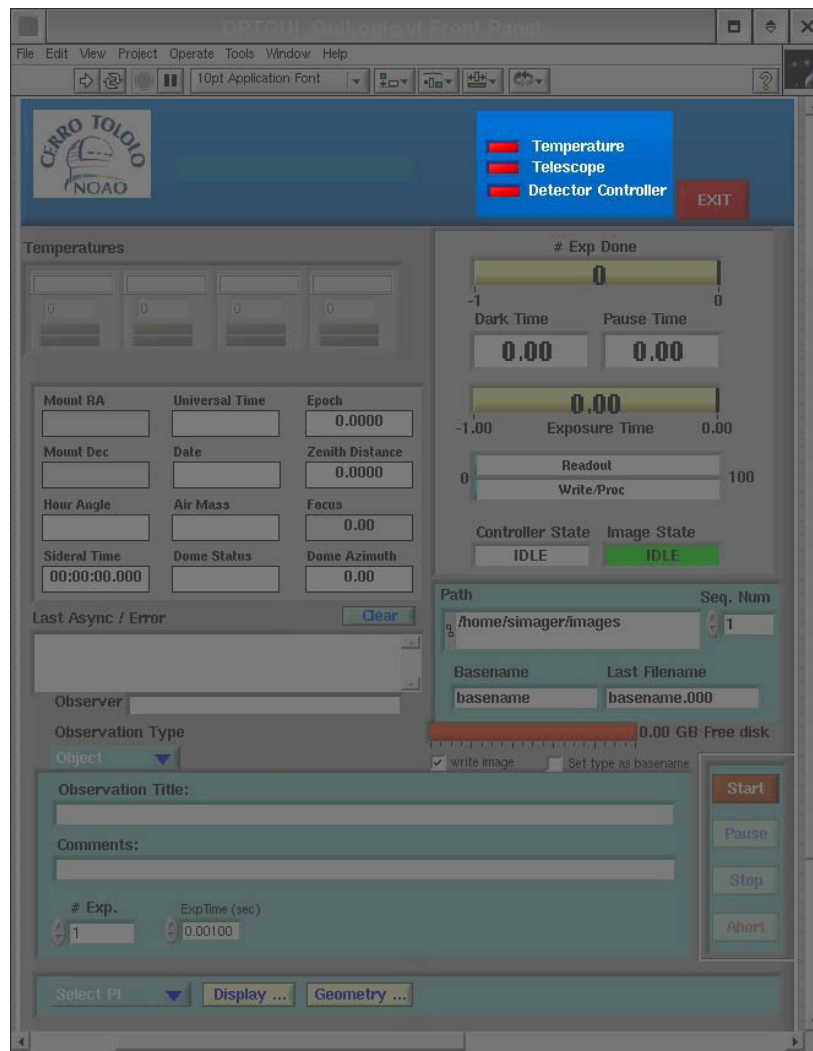 OPTGUI_GuiLogic.vi Front Panel
File Edit View Project Operate Tools Window Help
10pt Application Font
CERRO TOLOLO
NOAO
Temperature
Telescope
Detector Controller
EXIT
Temperatures
0 0 0 0
# Exp Done
0
-1 0
Dark Time Pause Time
0.00 0.00
0.00
-1.00 Exposure Time 0.00
Readout
0 100
Write/Proc
Controller State Image State
IDLE IDLE
Mount RA Universal Time Epoch
0.0000
Mount Dec Date Zenith Distance
0.0000
Hour Angle Air Mass Focus
0.00
Sideral Time Dome Status Dome Azimuth
00:00:00.000 0.00
Path Seq. Num
/home/simager/images 1
Basename Last Filename
basename basename.000
Last Async / Error Clear
Observer
0.00 GB Free disk
Observation Type
Object
write image Set type as basename
Observation Title:
Comments:
# Exp. ExpTime (sec)
1 0.00100
Start
Pause
Stop
Abort
Select PI Display ... Geometry ...